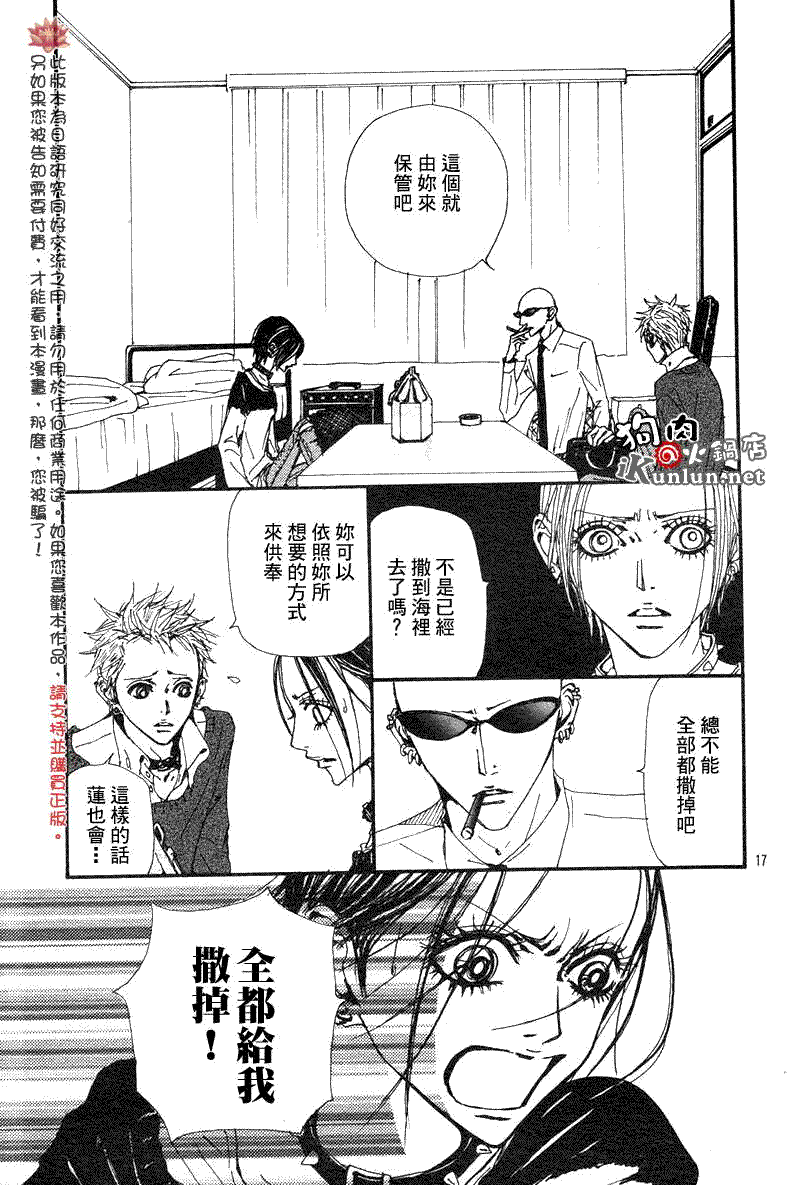 這個就
由妳來
保管吧
不是已經
撒到海裡
去了嗎?
妳可以
依照妳所
想要的方式
來供奉
總不能
全部都撒掉吧
這樣的話
蓮也會…
全都給我
撒掉!
17
狗肉火鍋店
iKunlun.net
此版本為日語研究同好交流之用…請勿用於任何商業用途。如果您喜歡本作品,請支持並購買正版。
另如果您被告知需要付費,才能看到本漫畫,那麼,您被騙了!